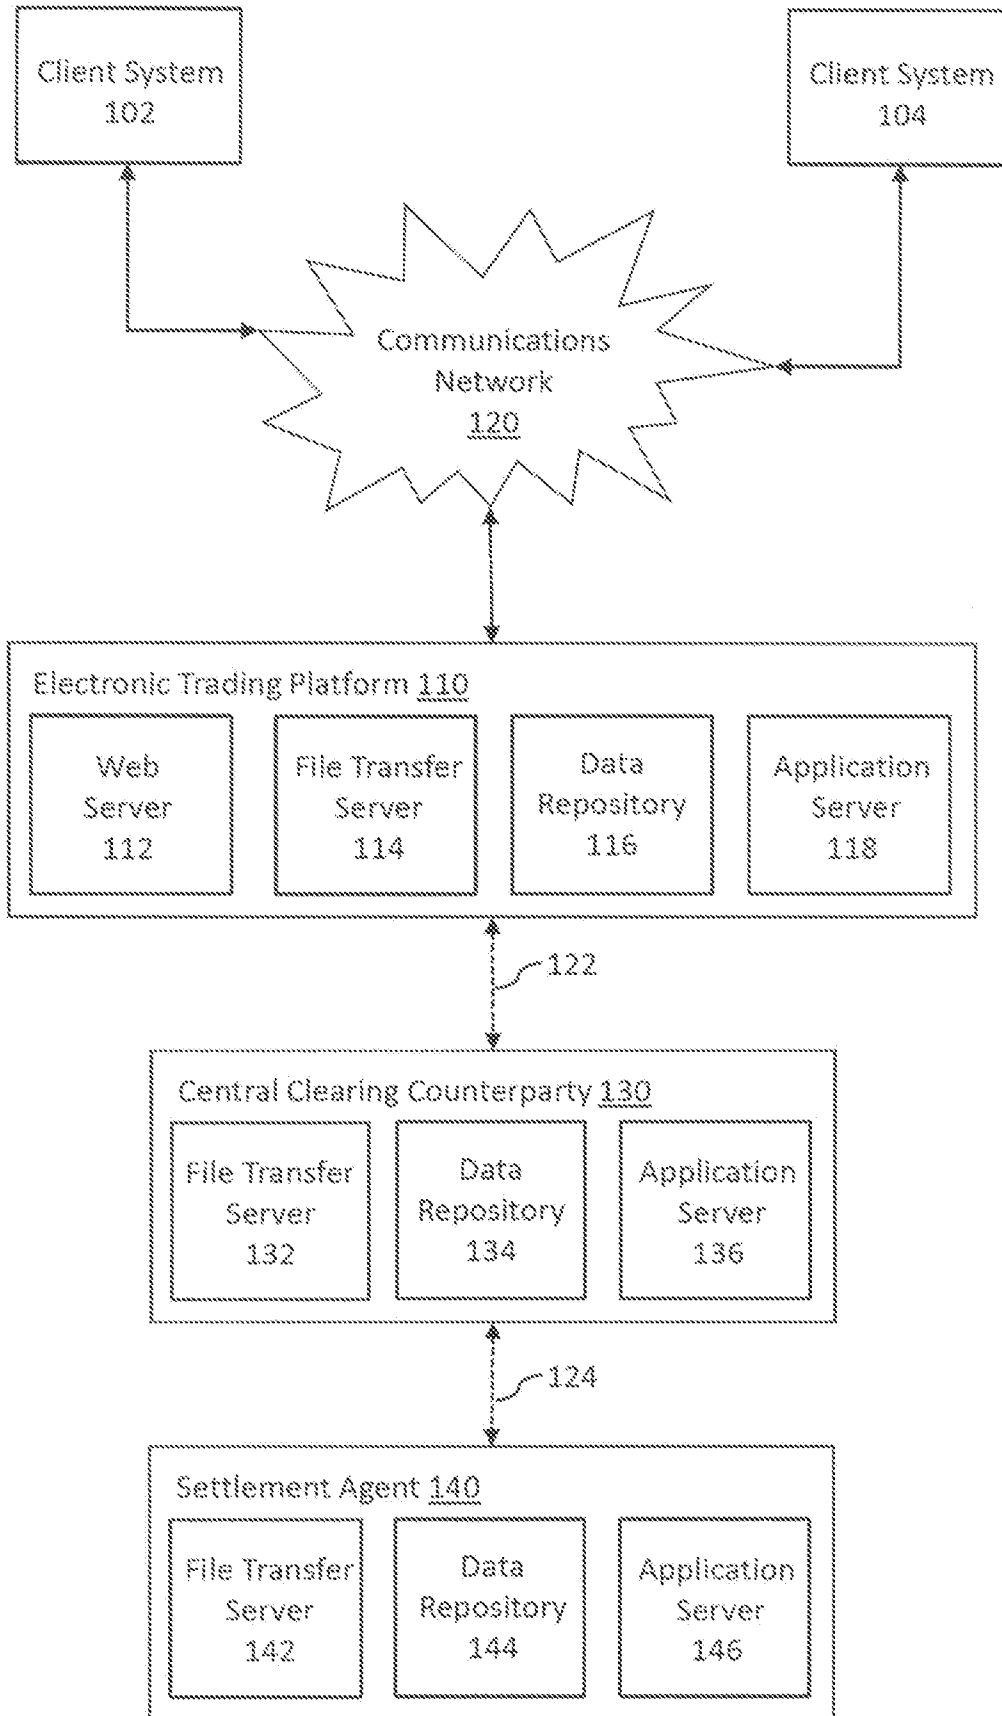 Client System
102
Client System
104
Communications
Network
120
Electronic Trading Platform 110
Web
Server
112
File Transfer
Server
114
Data
Repository
116
Application
Server
118
122
Central Clearing Counterparty 130
File Transfer
Server
132
Data
Repository
134
Application
Server
136
124
Settlement Agent 140
File Transfer
Server
142
Data
Repository
144
Application
Server
146